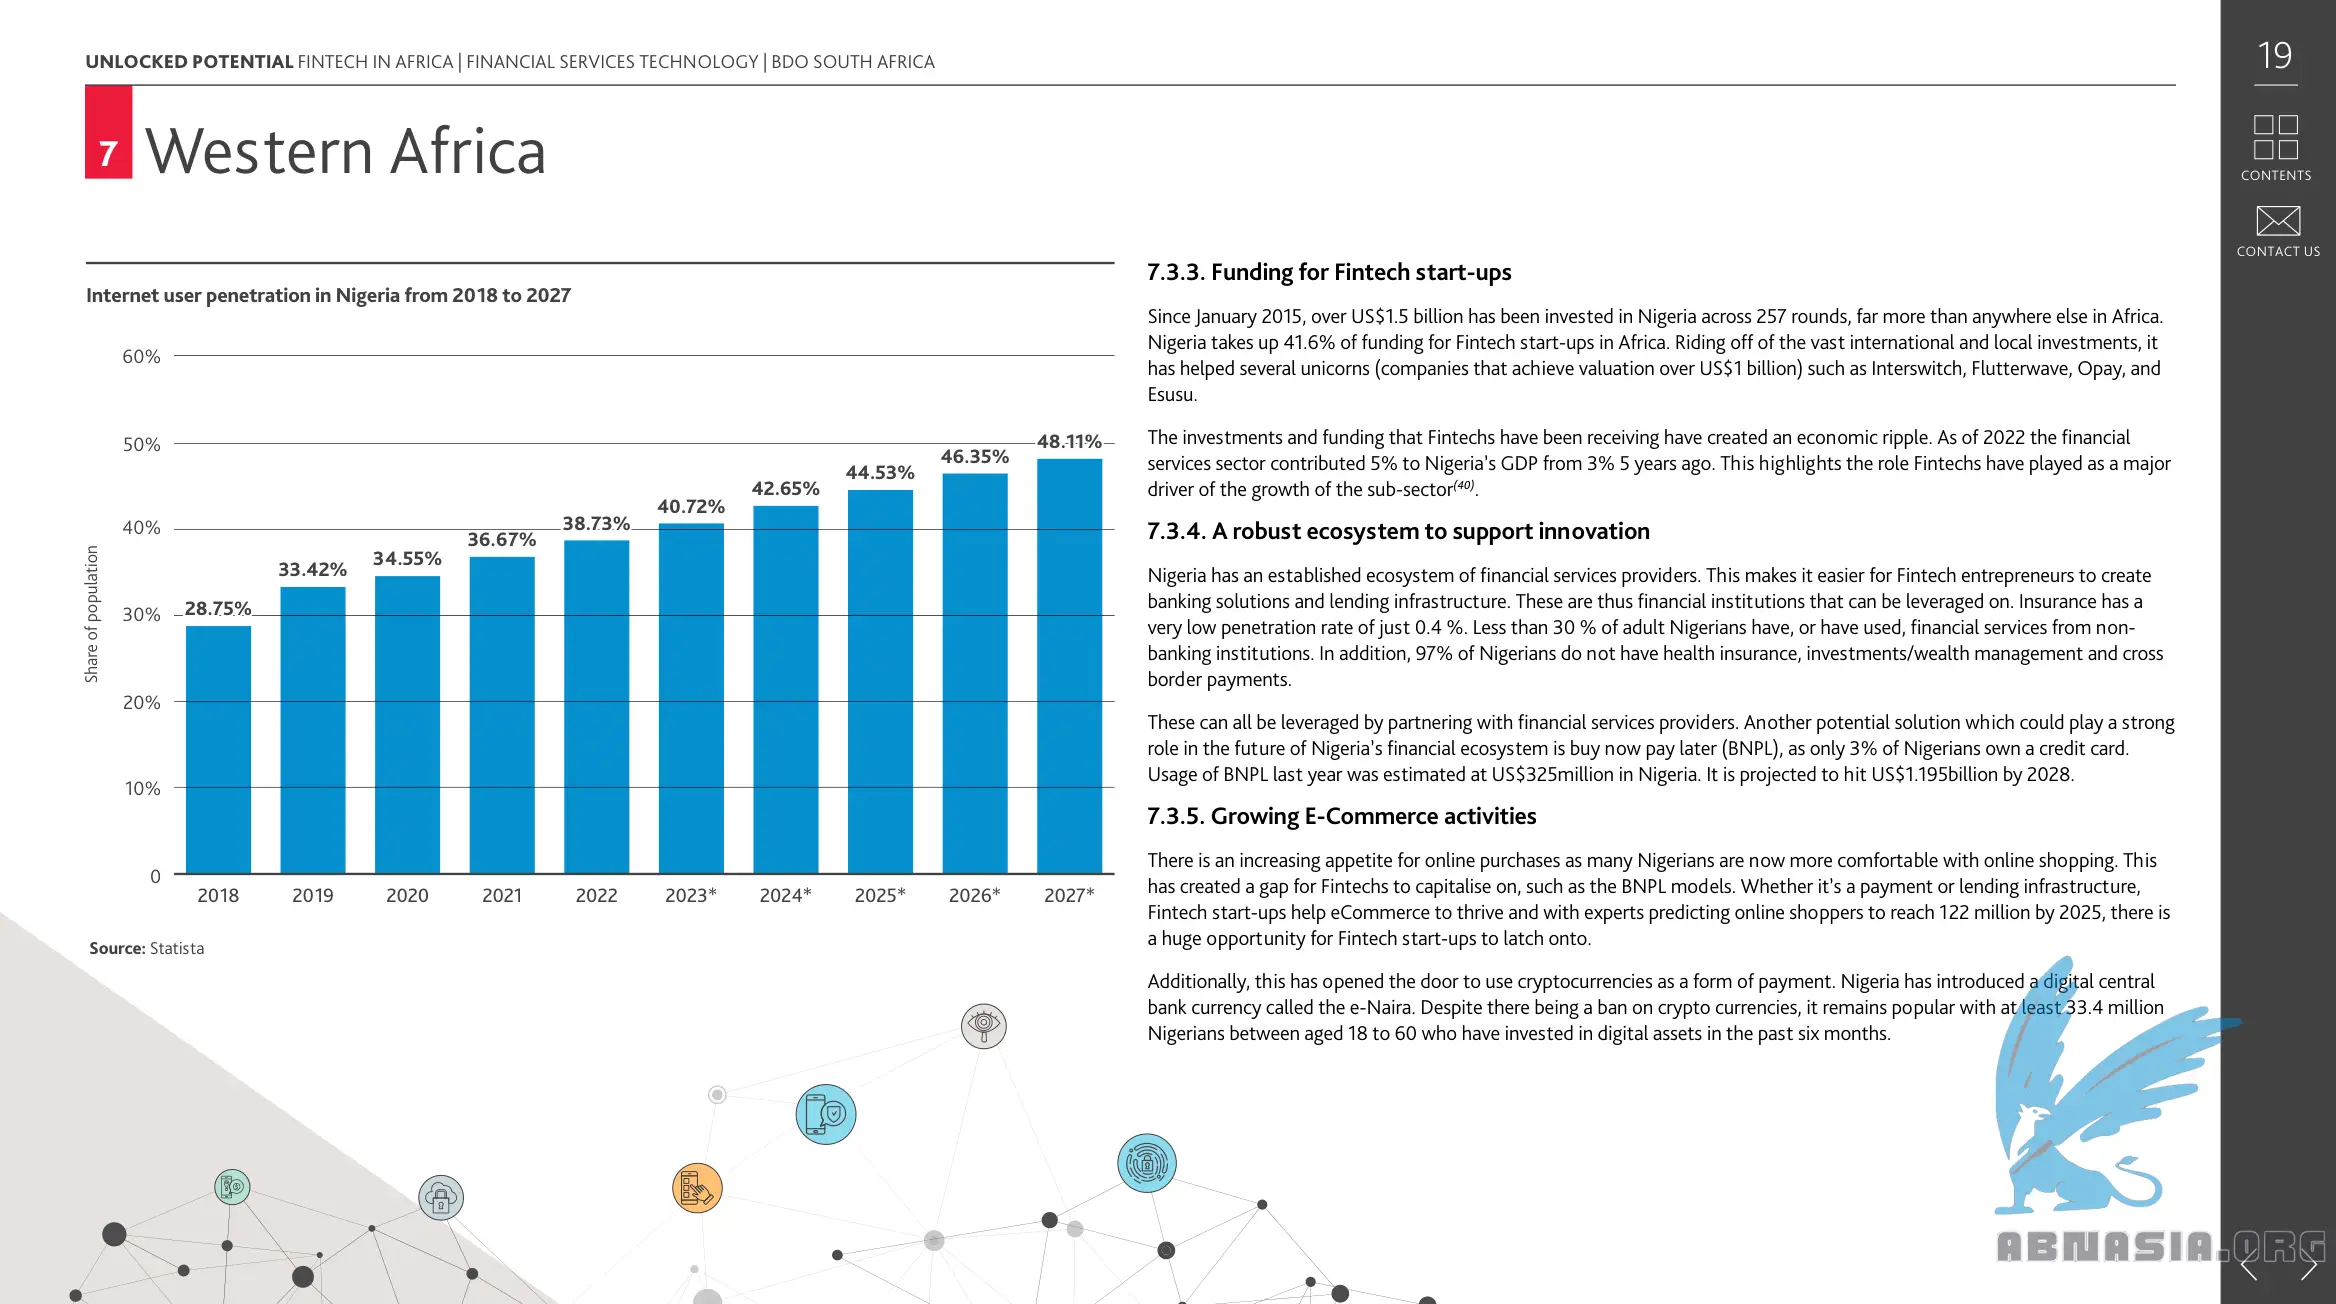 UNLOCKED POTENTIAL FINTECH IN AFRICA | FINANCIAL SERVICES TECHNOLOGY | BDO SOUTH AFRICA
19
CONTENTS
CONTACT US
7 Western Africa
Internet user penetration in Nigeria from 2018 to 2027
60%
50%
40%
30%
20%
10%
0
Share of population
28.75%
33.42%
34.55%
36.67%
38.73%
40.72%
42.65%
44.53%
46.35%
48.11%
2018 2019 2020 2021 2022 2023* 2024* 2025* 2026* 2027*
Source: Statista
7.3.3. Funding for Fintech start-ups
Since January 2015, over US$1.5 billion has been invested in Nigeria across 257 rounds, far more than anywhere else in Africa.
Nigeria takes up 41.6% of funding for Fintech start-ups in Africa. Riding off of the vast international and local investments, it
has helped several unicorns (companies that achieve valuation over US$1 billion) such as Interswitch, Flutterwave, Opay, and
Esusu.
The investments and funding that Fintechs have been receiving have created an economic ripple. As of 2022 the financial
services sector contributed 5% to Nigeria's GDP from 3% 5 years ago. This highlights the role Fintechs have played as a major
driver of the growth of the sub-sector(40).
7.3.4. A robust ecosystem to support innovation
Nigeria has an established ecosystem of financial services providers. This makes it easier for Fintech entrepreneurs to create
banking solutions and lending infrastructure. These are thus financial institutions that can be leveraged on. Insurance has a
very low penetration rate of just 0.4 %. Less than 30 % of adult Nigerians have, or have used, financial services from non-
banking institutions. In addition, 97% of Nigerians do not have health insurance, investments/wealth management and cross
border payments.
These can all be leveraged by partnering with financial services providers. Another potential solution which could play a strong
role in the future of Nigeria's financial ecosystem is buy now pay later (BNPL), as only 3% of Nigerians own a credit card.
Usage of BNPL last year was estimated at US$325million in Nigeria. It is projected to hit US$1.195billion by 2028.
7.3.5. Growing E-Commerce activities
There is an increasing appetite for online purchases as many Nigerians are now more comfortable with online shopping. This
has created a gap for Fintechs to capitalise on, such as the BNPL models. Whether it's a payment or lending infrastructure,
Fintech start-ups help eCommerce to thrive and with experts predicting online shoppers to reach 122 million by 2025, there is
a huge opportunity for Fintech start-ups to latch onto.
Additionally, this has opened the door to use cryptocurrencies as a form of payment. Nigeria has introduced a digital central
bank currency called the e-Naira. Despite there being a ban on crypto currencies, it remains popular with at least 33.4 million
Nigerians between aged 18 to 60 who have invested in digital assets in the past six months.
ABNASIA.ORG